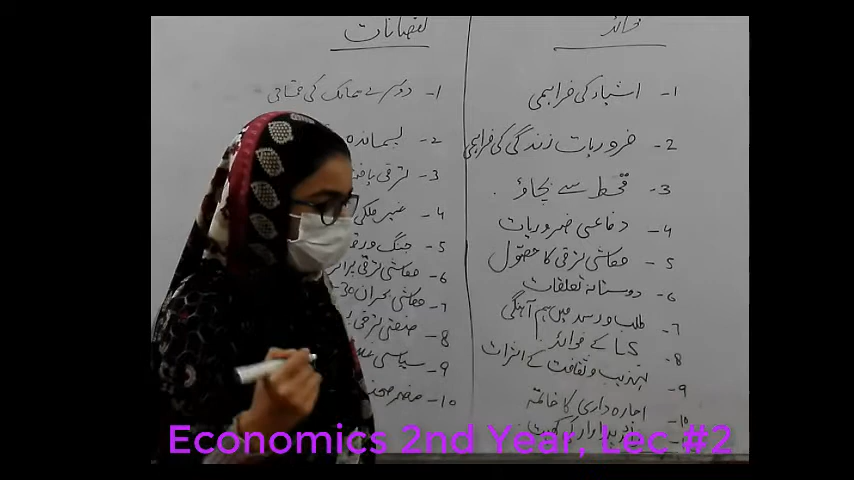 فوائد
1- اشیاء کی فراہمی
2- ضروریات زندگی کی فراہمی
3- قحط سے بچاؤ
4- دفاعی ضروریات
5- معاشی ترقی کا حصول
6- دوستانہ تعلقات
7- طلب و رسد میں ہم آہنگی
8- LS کے فوائد
9- تہذیب و ثقافت کے اثرات
10- اجارہ داری کا خاتمہ
نقصانات
1- دوسرے ممالک کی محتاجی
2- پسماندہ
3- ترقی
4- غیر ملکی
5- جنگ
6- معاشی ترقی پر
7- معاشی بحران
8- صنعتی ترقی
9- سیاسی
10- مضر
Economics 2nd Year, Lec #2